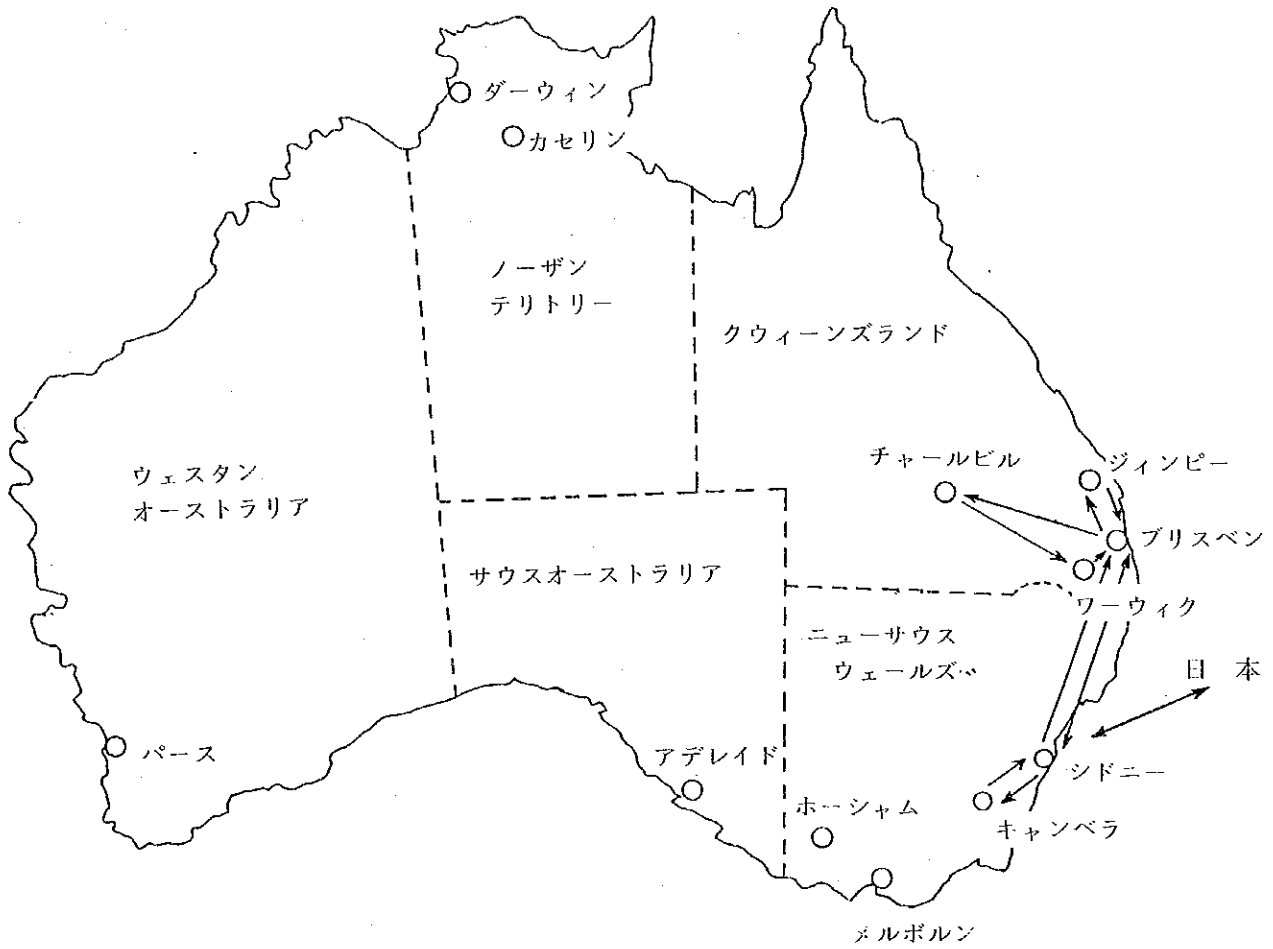 ダーウィン
カセリン
ノーザン
テリトリー
クウィーンズランド
チャールビル
ジィンピー
ウェスタン
オーストラリア
ブリスベン
サウスオーストラリア
ワーウィク
ニューサウス
ウェールズ
日本
パース
アデレイド
シドニー
ホーシャム
キャンベラ
メルボルン